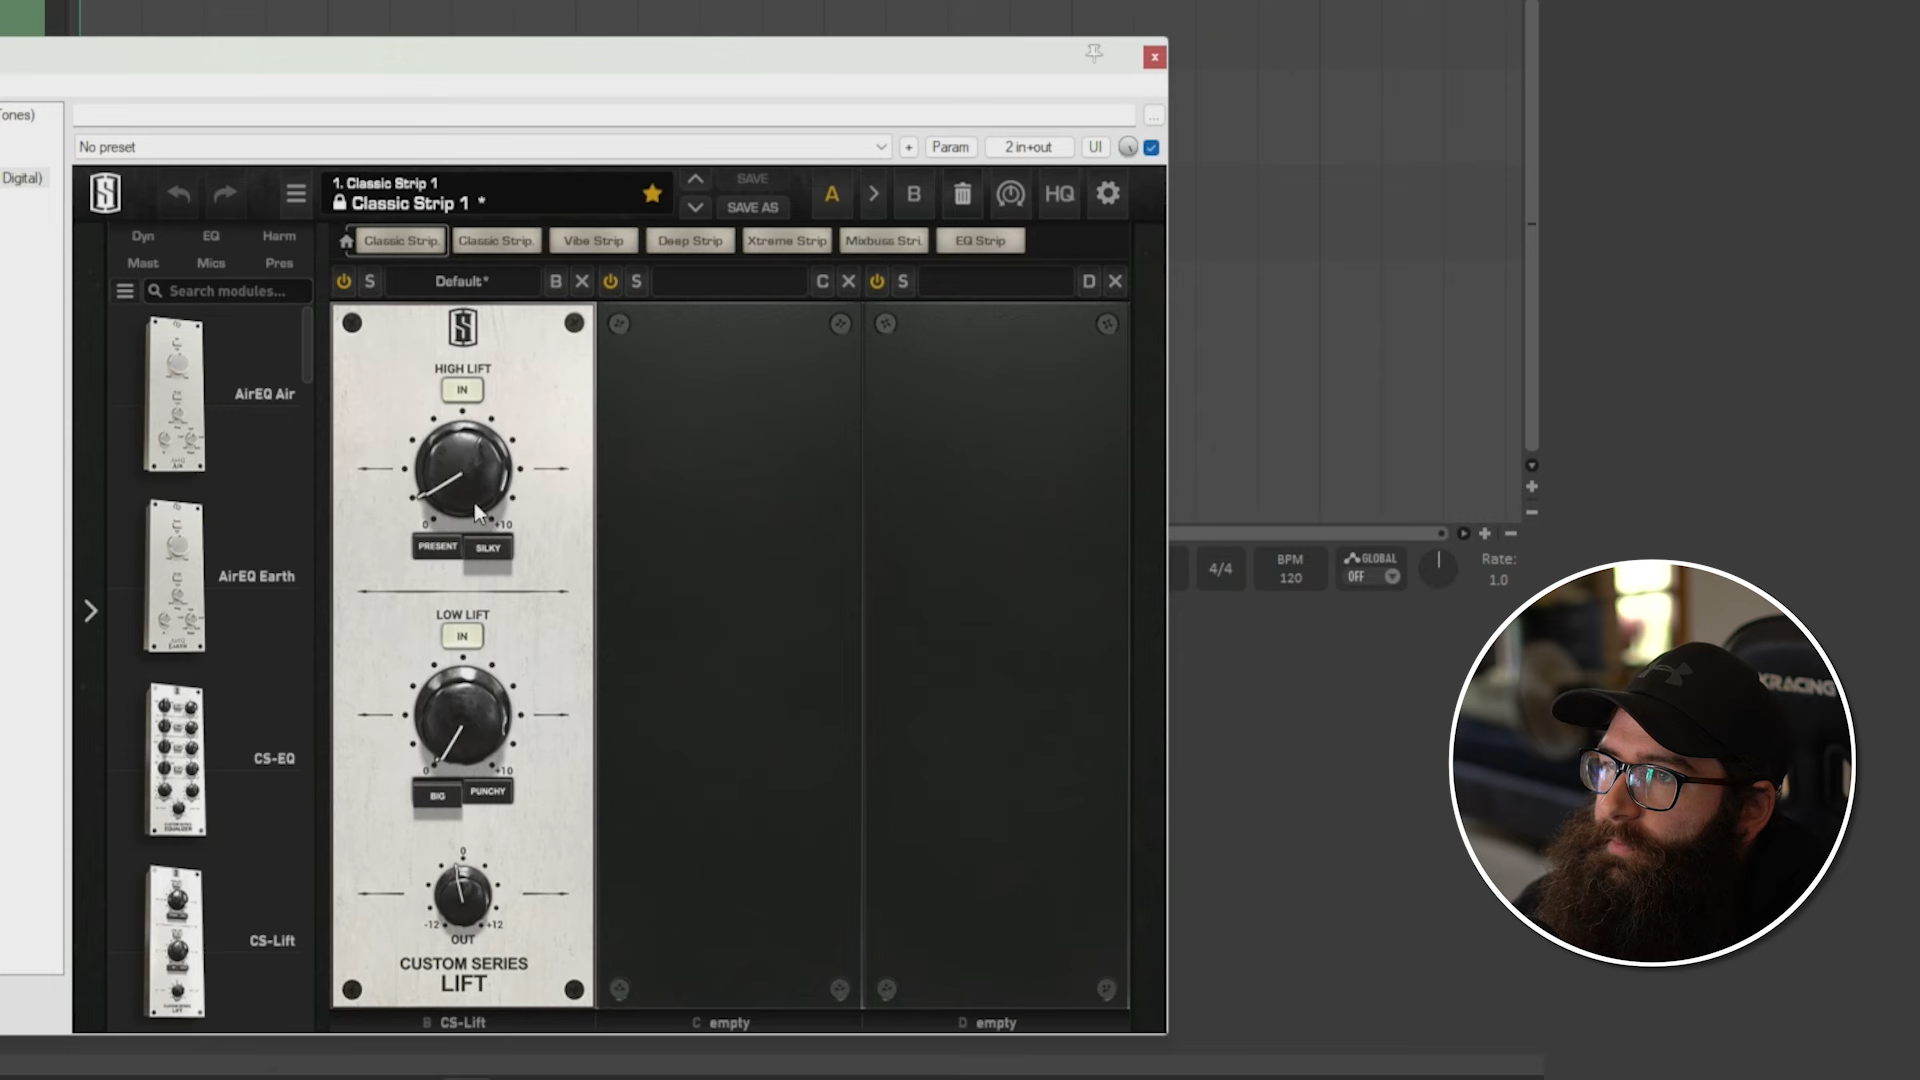 ones)
Digital)
...
No preset
+
Param
2 in+out
UI
1. Classic Strip 1
Classic Strip 1 *
SAVE
SAVE AS
A
B
HQ
Dyn
EQ
Harm
Mast
Mics
Pres
Search modules...
Classic Strip.
Classic Strip.
Vibe Strip
Deep Strip
Xtreme Strip
Mixbuss Stri.
EQ Strip
S
Default*
B
S
C
S
D
AirEQ Air
AirEQ Earth
CS-EQ
CS-Lift
HIGH LIFT
IN
0
+10
PRESENT
SILKY
LOW LIFT
IN
0
+10
BIG
PUNCHY
0
-12
+12
OUT
CUSTOM SERIES
LIFT
B CS-Lift
C empty
D empty
4/4
BPM
120
GLOBAL
OFF
Rate:
1.0
XRACING